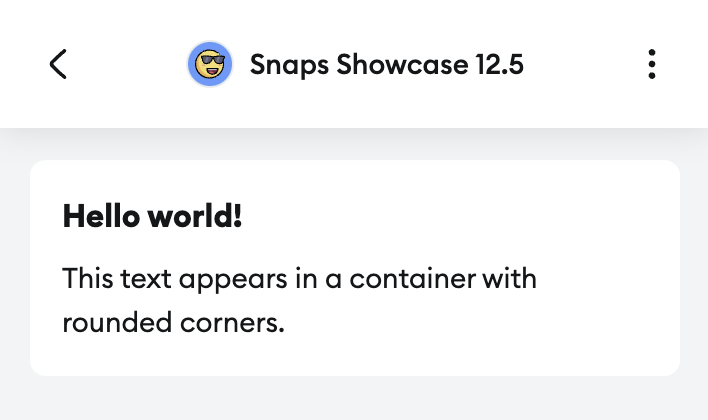 Snaps Showcase 12.5
Hello world!
This text appears in a container with
rounded corners.